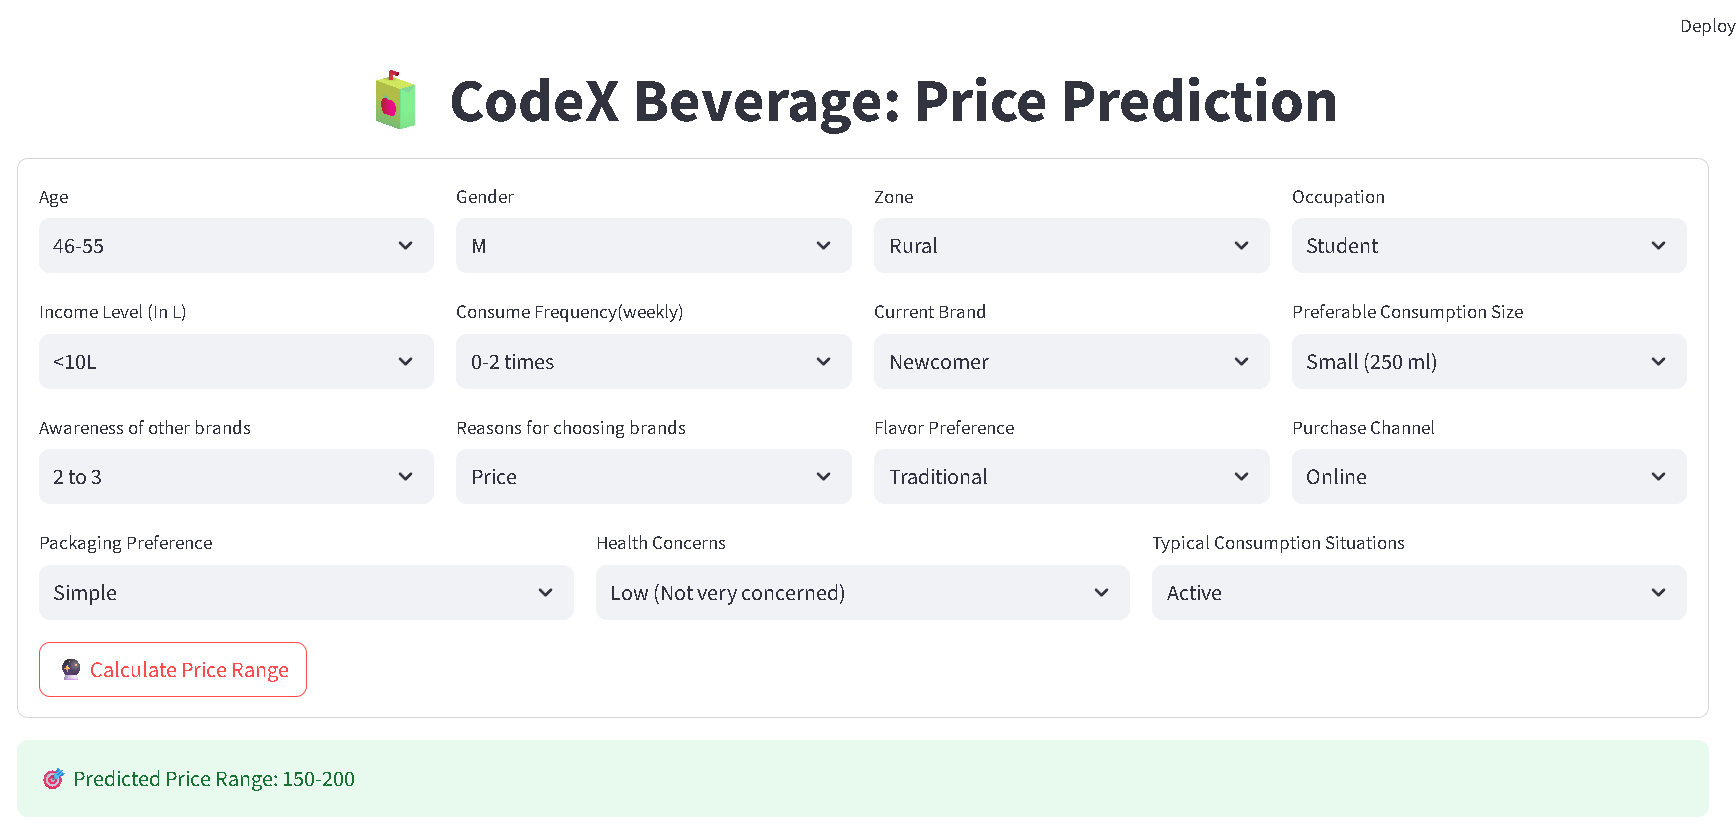 Deploy
CodeX Beverage: Price Prediction
Age
Gender
Zone
Occupation
46-55
M
Rural
Student
Income Level (In L)
Consume Frequency(weekly)
Current Brand
Preferable Consumption Size
<10L
0-2 times
Newcomer
Small (250 ml)
Awareness of other brands
Reasons for choosing brands
Flavor Preference
Purchase Channel
2 to 3
Price
Traditional
Online
Packaging Preference
Health Concerns
Typical Consumption Situations
Simple
Low (Not very concerned)
Active
Calculate Price Range
Predicted Price Range: 150-200